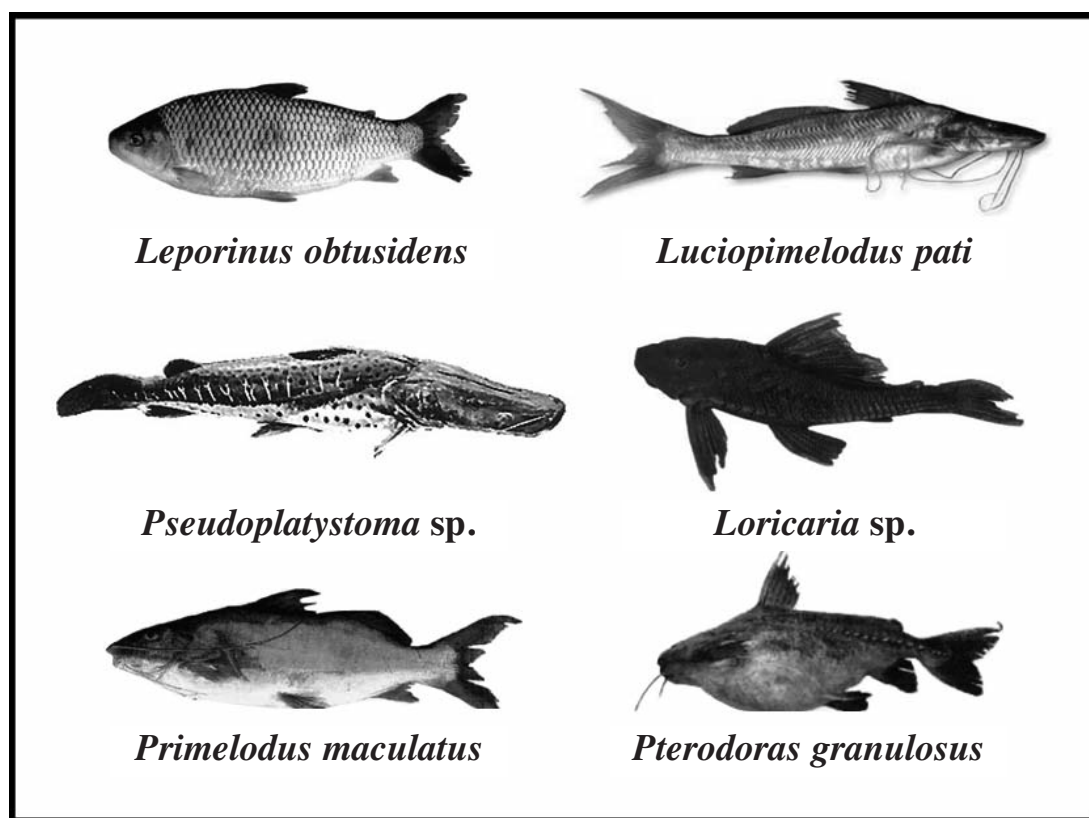 Leporinus obtusidens
Luciopimelodus pati
Pseudoplatystoma sp.
Loricaria sp.
Primelodus maculatus
Pterodoras granulosus